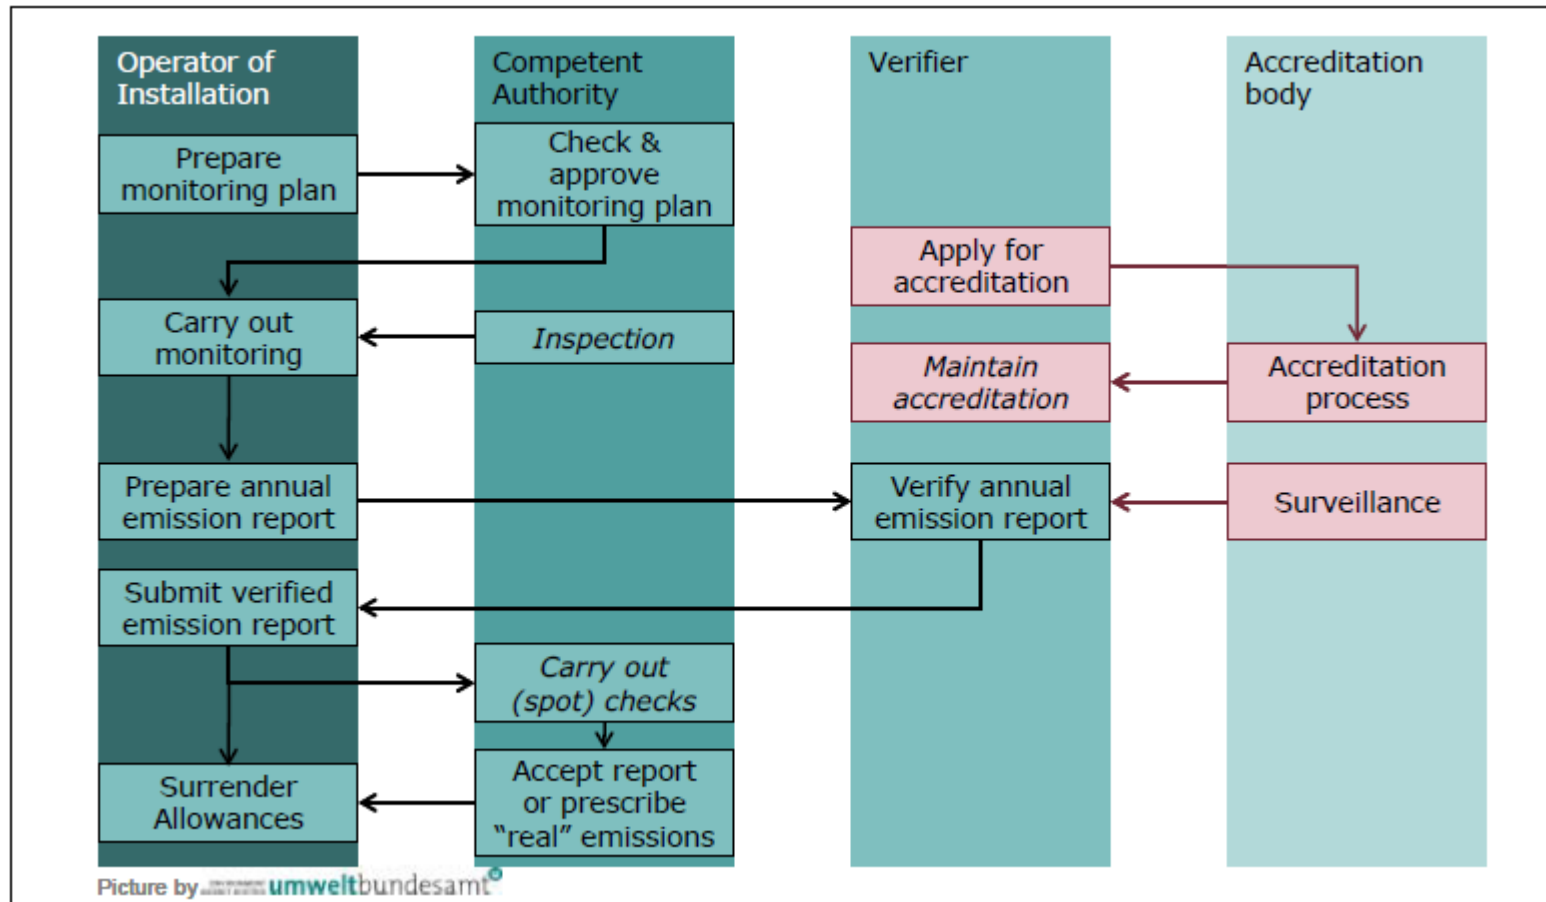 Operator of
Installation
Competent
Authority
Verifier
Accreditation
body
Prepare
monitoring plan
Check &
approve
monitoring plan
Apply for
accreditation
Carry out
monitoring
Inspection
Maintain
accreditation
Accreditation
process
Prepare annual
emission report
Verify annual
emission report
Surveillance
Submit verified
emission report
Carry out
(spot) checks
Surrender
Allowances
Accept report
or prescribe
“real” emissions
Picture by umweltbundesamt